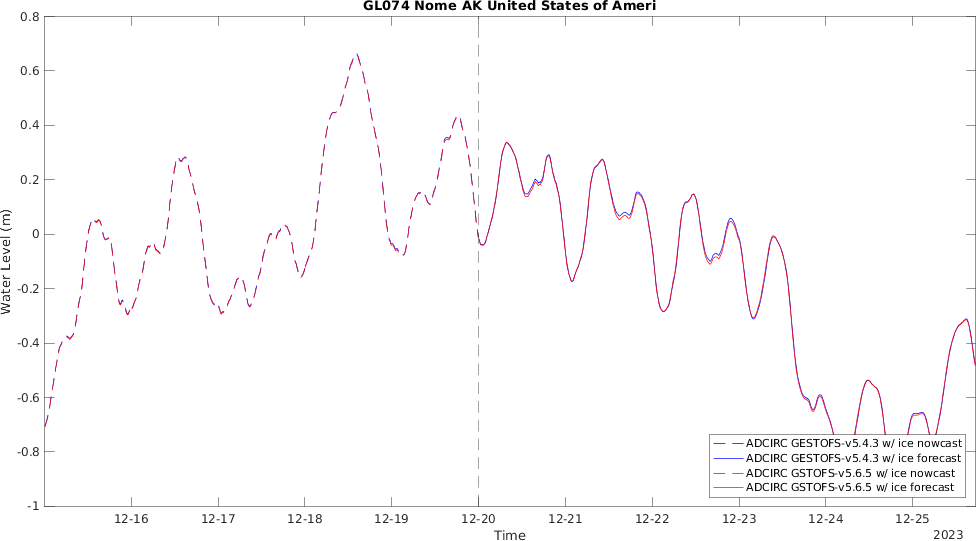 GL074 Nome AK United States of Ameri
0.8
0.6
0.4
0.2
0
-0.2
-0.4
-0.6
-0.8
-1
Water Level (m)
12-16 12-17 12-18 12-19 12-20 12-21 12-22 12-23 12-24 12-25
Time
2023
ADCIRC GESTOFS-v5.4.3 w/ ice nowcast
ADCIRC GESTOFS-v5.4.3 w/ ice forecast
ADCIRC GSTOFS-v5.6.5 w/ ice nowcast
ADCIRC GSTOFS-v5.6.5 w/ ice forecast